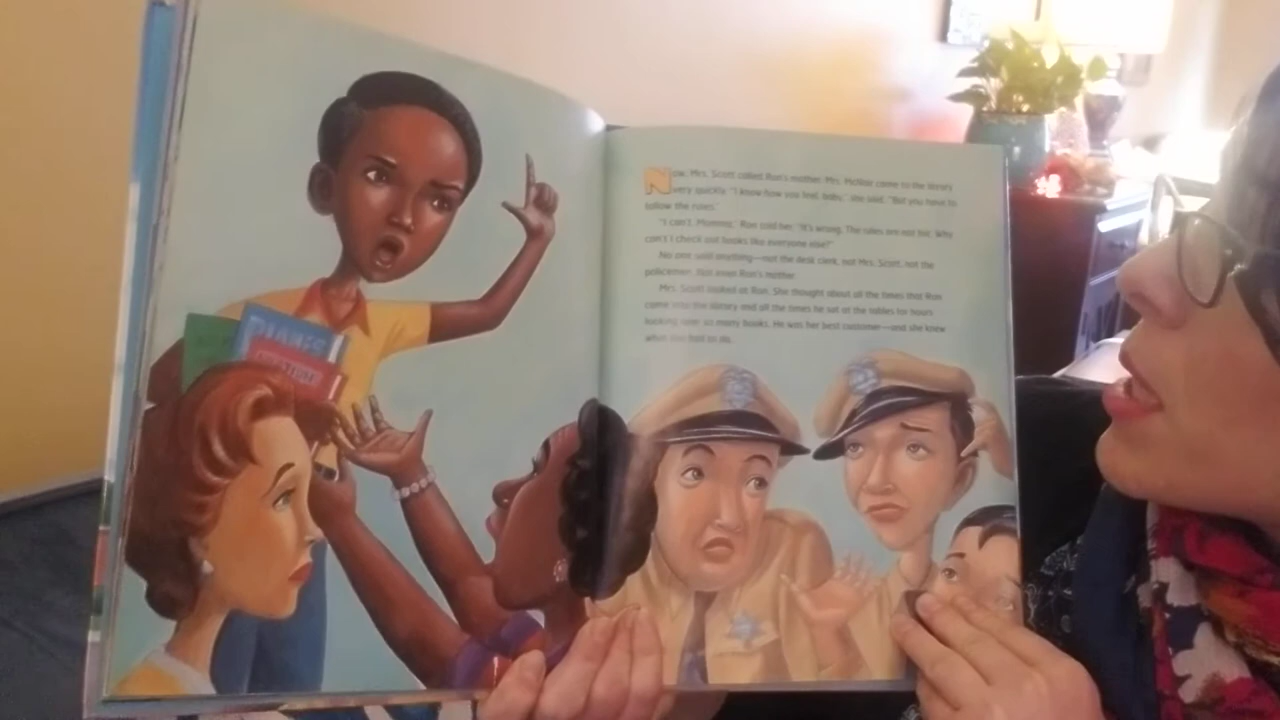 PLANES
Now, Mrs. Scott called Ron's mother. Mrs. McNair came to the library
very quickly. "I know how you feel, baby," she said. "But you have to
follow the rules."
"I can't, Momma," Ron told her. "It's wrong. The rules are not fair. Why
can't I check out books like everyone else?"
No one said anything—not the desk clerk, not Mrs. Scott, not the
policemen. Not even Ron's mother.
Mrs. Scott looked at Ron. She thought about all the times that Ron
came into the library and all the times he sat at the tables for hours
looking over so many books. He was her best customer—and she knew
what she had to do.